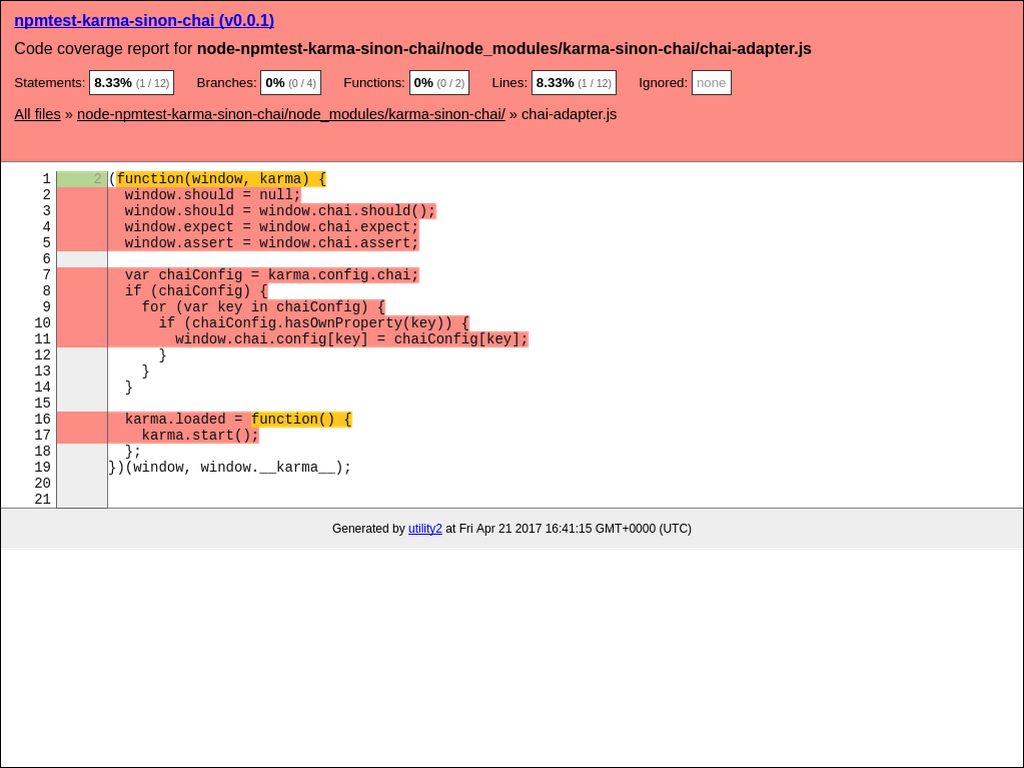 npmtest-karma-sinon-chai (v0.0.1)
Code coverage report for node-npmtest-karma-sinon-chai/node_modules/karma-sinon-chai/chai-adapter.js
Statements: 8.33% (1 / 12) Branches: 0% (0 / 4) Functions: 0% (0 / 2) Lines: 8.33% (1 / 12) Ignored: none
All files » node-npmtest-karma-sinon-chai/node_modules/karma-sinon-chai/ » chai-adapter.js
1 2 (function(window, karma) {
2   window.should = null;
3   window.should = window.chai.should();
4   window.expect = window.chai.expect;
5   window.assert = window.chai.assert;
6
7   var chaiConfig = karma.config.chai;
8   if (chaiConfig) {
9     for (var key in chaiConfig) {
10       if (chaiConfig.hasOwnProperty(key)) {
11         window.chai.config[key] = chaiConfig[key];
12       }
13     }
14   }
15
16   karma.loaded = function() {
17     karma.start();
18   };
19 })(window, window.__karma__);
20
21
Generated by utility2 at Fri Apr 21 2017 16:41:15 GMT+0000 (UTC)